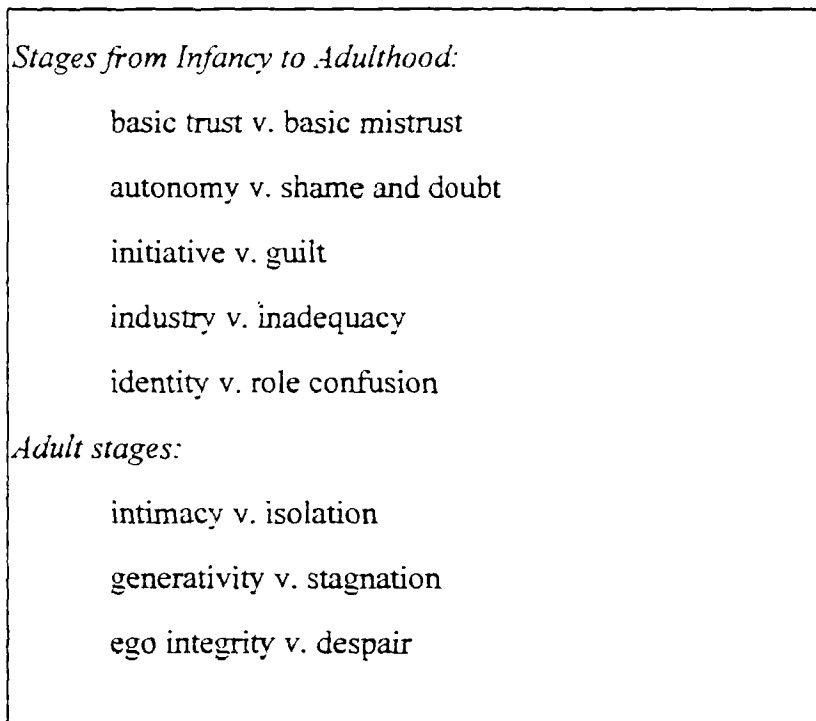 Stages from Infancy to Adulthood:
basic trust v. basic mistrust
autonomy v. shame and doubt
initiative v. guilt
industry v. inadequacy
identity v. role confusion
Adult stages:
intimacy v. isolation
generativity v. stagnation
ego integrity v. despair